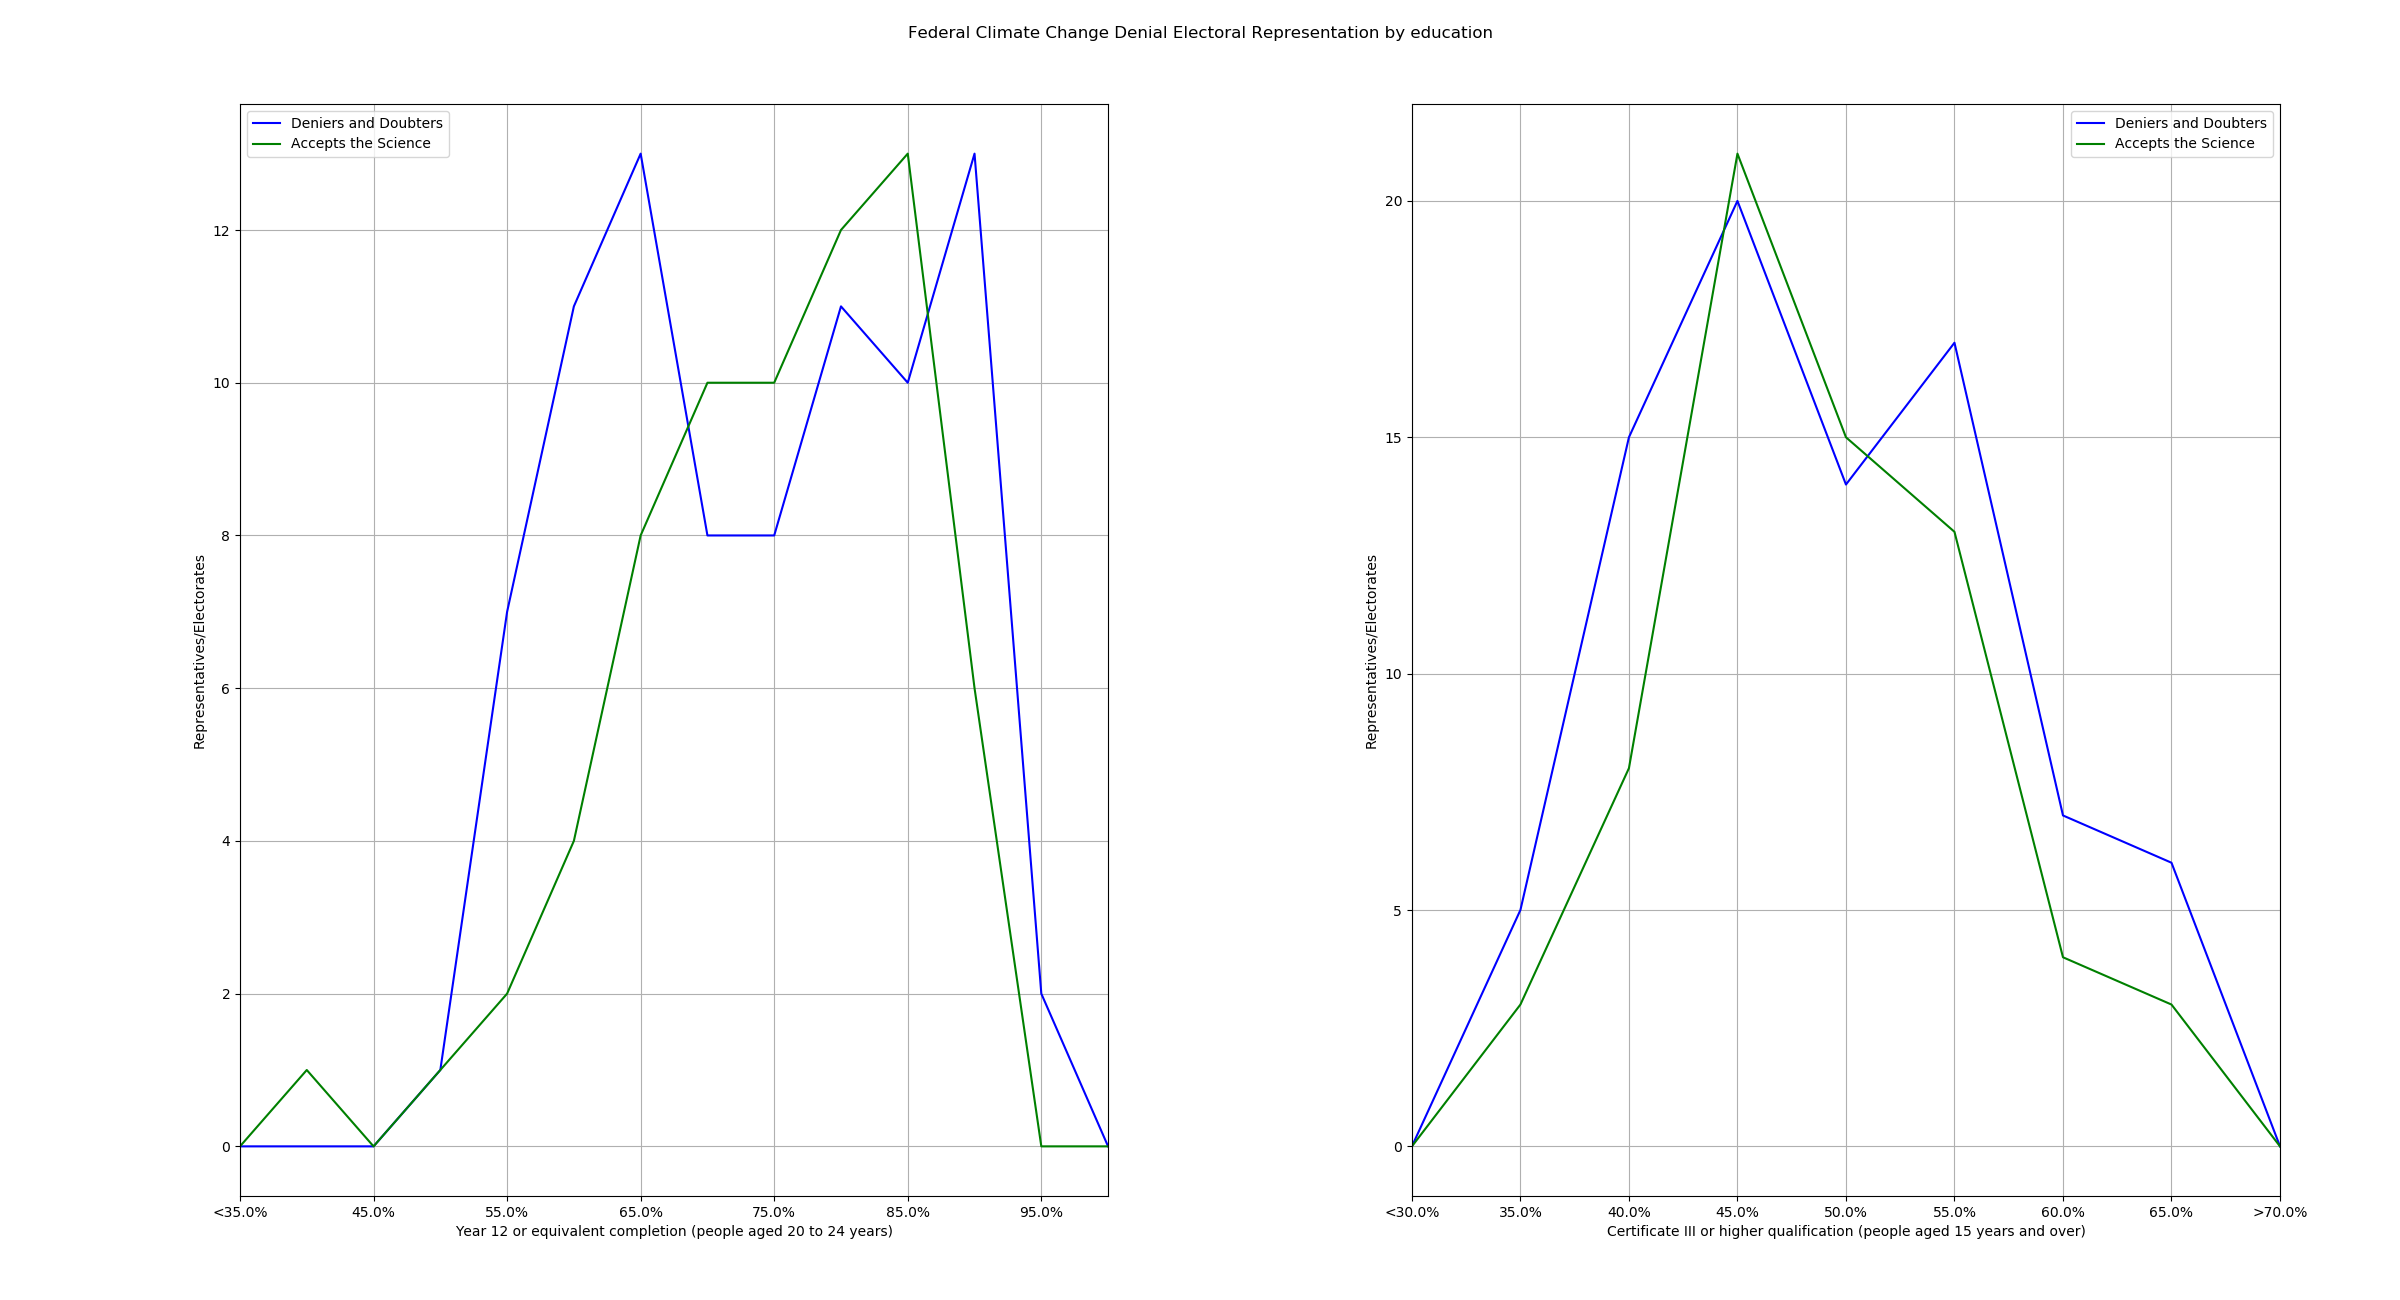 Federal Climate Change Denial Electoral Representation by education
Deniers and Doubters
Accepts the Science
12
10
8
6
4
2
0
Representatives/Electorates
<35.0% 45.0% 55.0% 65.0% 75.0% 85.0% 95.0%
Year 12 or equivalent completion (people aged 20 to 24 years)
Deniers and Doubters
Accepts the Science
20
15
10
5
0
Representatives/Electorates
<30.0% 35.0% 40.0% 45.0% 50.0% 55.0% 60.0% 65.0% >70.0%
Certificate III or higher qualification (people aged 15 years and over)